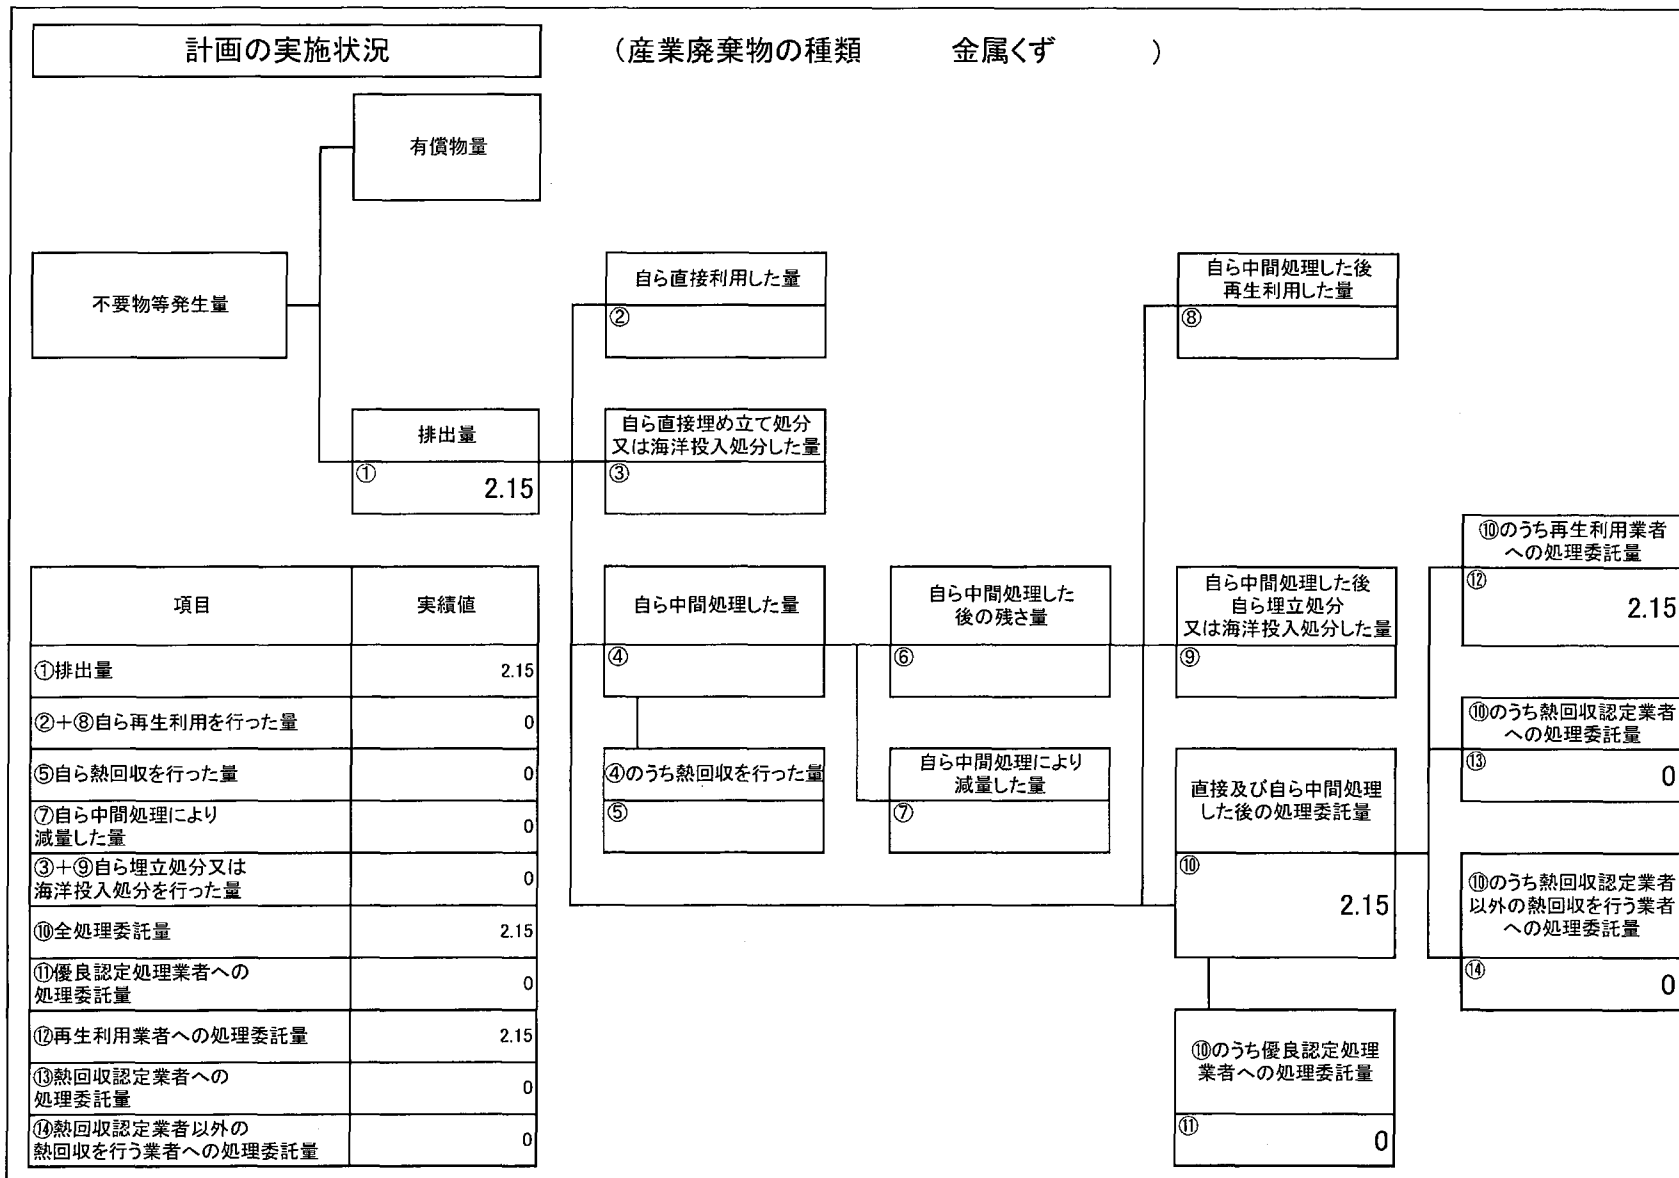 計画の実施状況
（産業廃棄物の種類　金属くず　）
有償物量
不要物等発生量
排出量
①
2.15
自ら直接利用した量
②
自ら直接埋め立て処分
又は海洋投入処分した量
③
自ら中間処理した量
④
④のうち熱回収を行った量
⑤
自ら中間処理した
後の残さ量
⑥
自ら中間処理により
減量した量
⑦
自ら中間処理した後
再生利用した量
⑧
自ら中間処理した後
自ら埋立処分
又は海洋投入処分した量
⑨
直接及び自ら中間処理
した後の処理委託量
⑩
2.15
⑩のうち優良認定処理
業者への処理委託量
⑪
0
⑩のうち再生利用業者
への処理委託量
⑫
2.15
⑩のうち熱回収認定業者
への処理委託量
⑬
0
⑩のうち熱回収認定業者
以外の熱回収を行う業者
への処理委託量
⑭
0
項目 実績値
①排出量 2.15
②＋⑧自ら再生利用を行った量 0
⑤自ら熱回収を行った量 0
⑦自ら中間処理により
減量した量 0
③＋⑨自ら埋立処分又は
海洋投入処分を行った量 0
⑩全処理委託量 2.15
⑪優良認定処理業者への
処理委託量 0
⑫再生利用業者への処理委託量 2.15
⑬熱回収認定業者への
処理委託量 0
⑭熱回収認定業者以外の
熱回収を行う業者への処理委託量 0